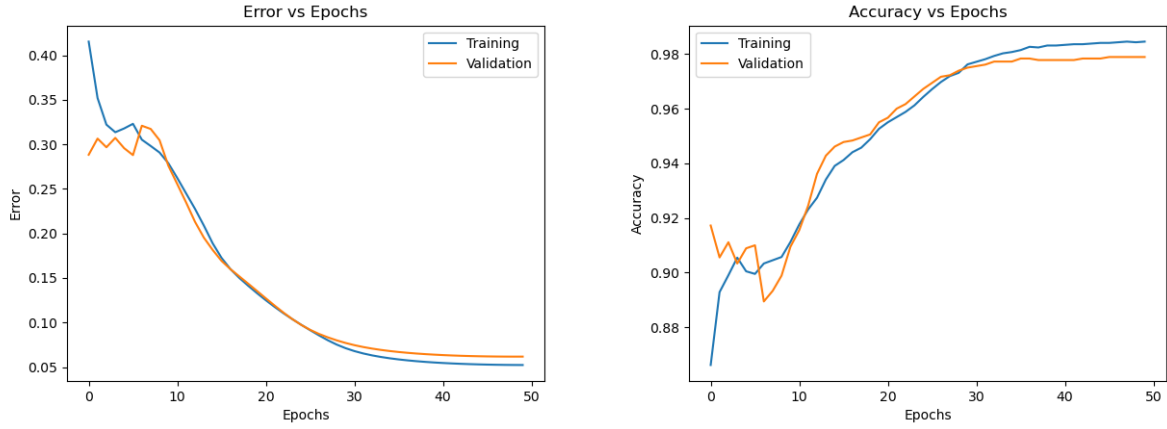 Error vs Epochs
0.40
0.35
0.30
0.25
0.20
0.15
0.10
0.05
Error
0 10 20 30 40 50
Epochs
Training
Validation
Accuracy vs Epochs
0.98
0.96
0.94
0.92
0.90
0.88
Accuracy
0 10 20 30 40 50
Epochs
Training
Validation